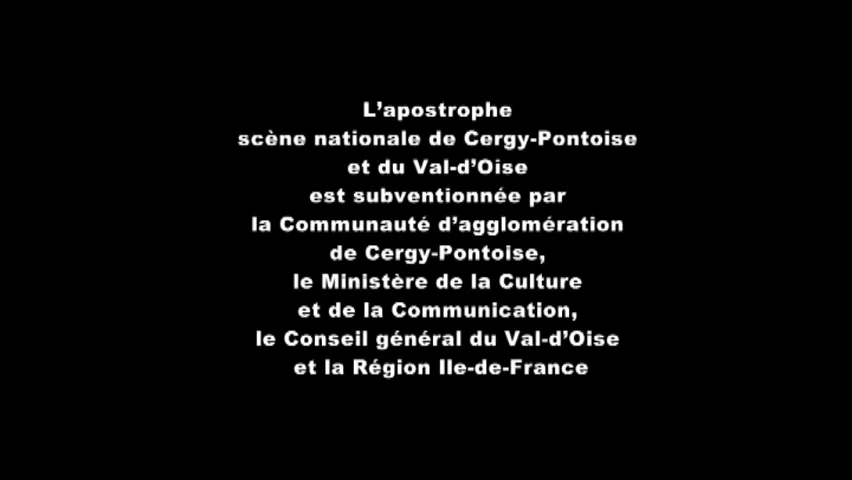 L’apostrophe
scène nationale de Cergy-Pontoise
et du Val-d’Oise
est subventionnée par
la Communauté d’agglomération
de Cergy-Pontoise,
le Ministère de la Culture
et de la Communication,
le Conseil général du Val-d’Oise
et la Région Ile-de-France